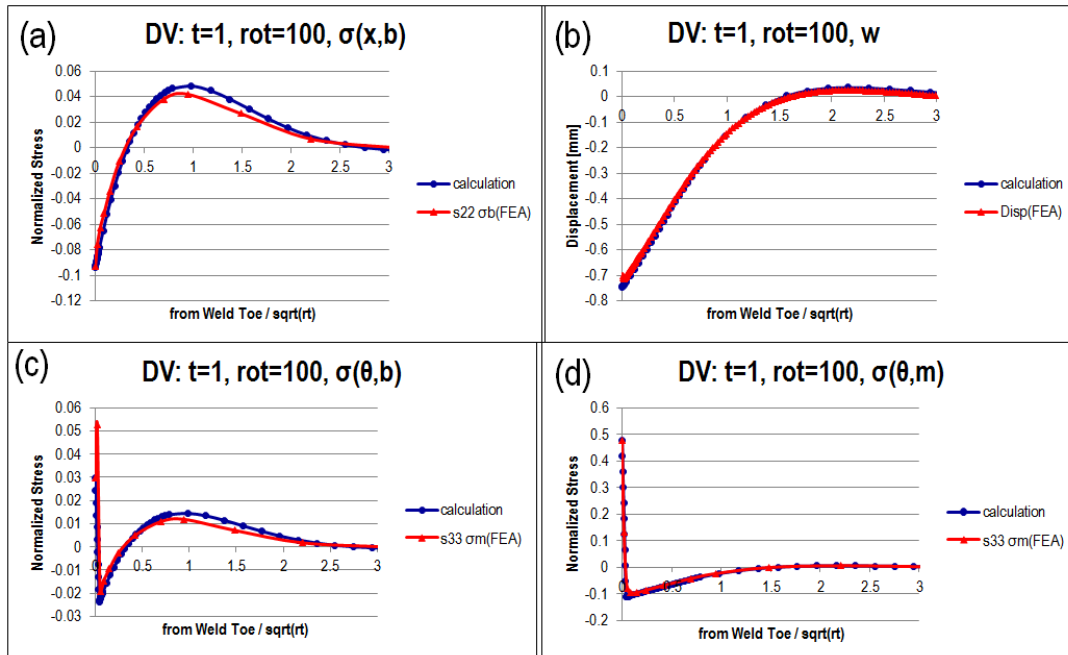 (a)
DV: t=1, rot=100, σ(x,b)
0.06
0.04
0.02
0
-0.02
-0.04
-0.06
-0.08
-0.1
-0.12
0
0.5
1
1.5
2
2.5
3
Normalized Stress
from Weld Toe / sqrt(rt)
calculation
s22 σb(FEA)
(b)
DV: t=1, rot=100, w
0.1
0
-0.1
-0.2
-0.3
-0.4
-0.5
-0.6
-0.7
-0.8
0
0.5
1
1.5
2
2.5
3
Displacement [mm]
from Weld Toe / sqrt(rt)
calculation
Disp(FEA)
(c)
DV: t=1, rot=100, σ(θ,b)
0.06
0.05
0.04
0.03
0.02
0.01
0
-0.01
-0.02
-0.03
0
0.5
1
1.5
2
2.5
3
Normalized Stress
from Weld Toe / sqrt(rt)
calculation
s33 σm(FEA)
(d)
DV: t=1, rot=100, σ(θ,m)
0.6
0.5
0.4
0.3
0.2
0.1
0
-0.1
-0.2
0
0.5
1
1.5
2
2.5
3
Normalized Stress
from Weld Toe / sqrt(rt)
calculation
s33 σm(FEA)